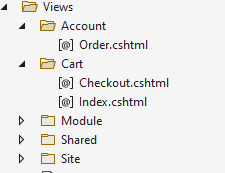 Views
Account
[@] Order.cshtml
Cart
[@] Checkout.cshtml
[@] Index.cshtml
Module
Shared
Site